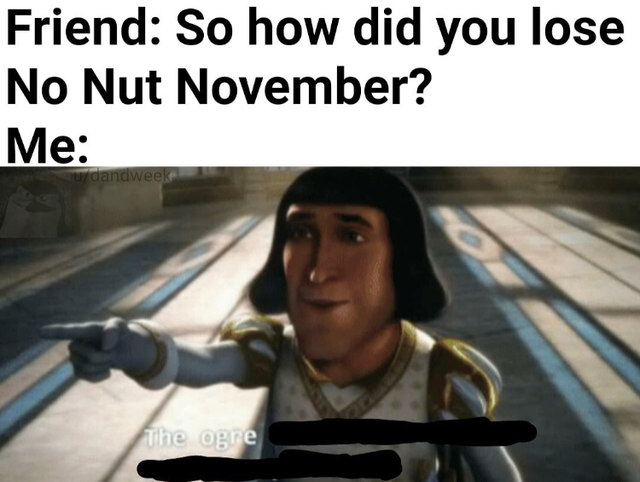 Friend: So how did you lose
No Nut November?
Me:
u/dandweek
The ogre